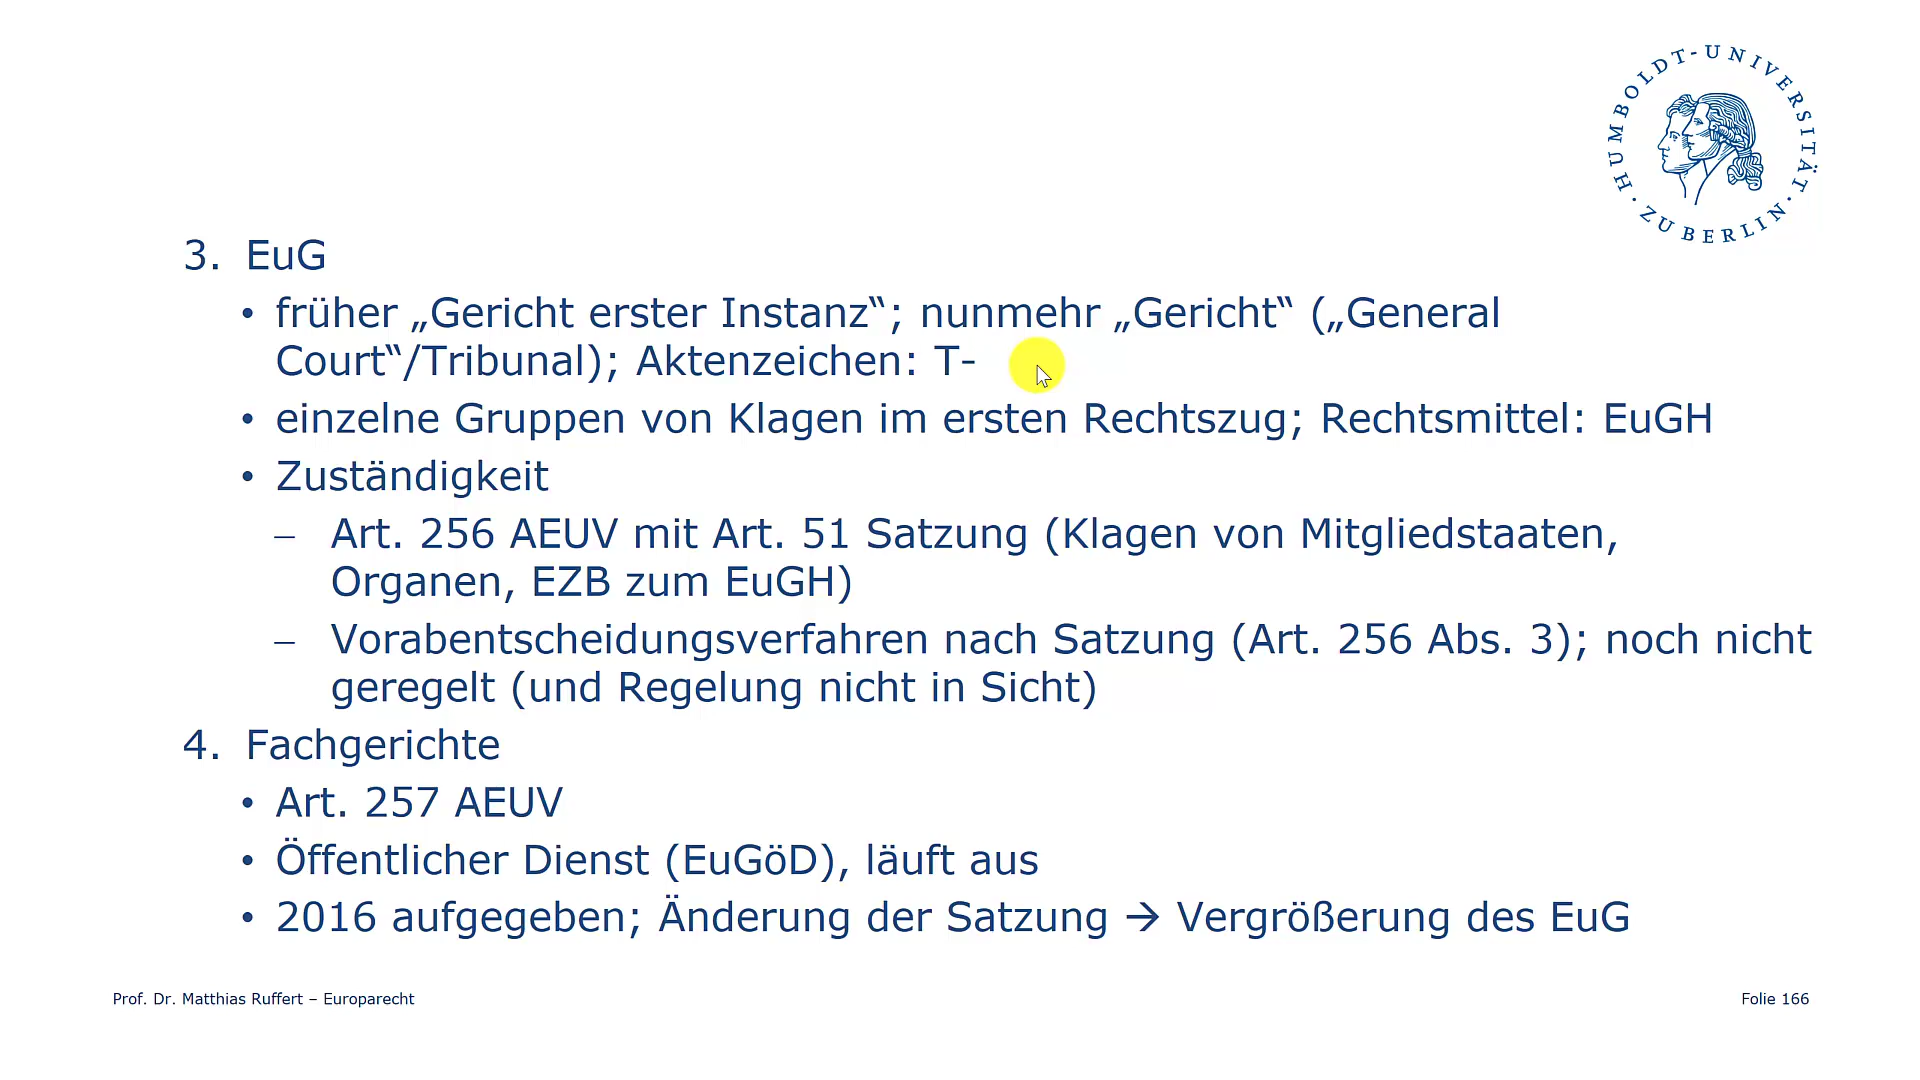 HUMBOLDT-UNIVERSITÄT · ZU BERLIN ·
3. EuG
• früher „Gericht erster Instanz“; nunmehr „Gericht“ („General
Court“/Tribunal); Aktenzeichen: T-
• einzelne Gruppen von Klagen im ersten Rechtszug; Rechtsmittel: EuGH
• Zuständigkeit
– Art. 256 AEUV mit Art. 51 Satzung (Klagen von Mitgliedstaaten,
Organen, EZB zum EuGH)
– Vorabentscheidungsverfahren nach Satzung (Art. 256 Abs. 3); noch nicht
geregelt (und Regelung nicht in Sicht)
4. Fachgerichte
• Art. 257 AEUV
• Öffentlicher Dienst (EuGöD), läuft aus
• 2016 aufgegeben; Änderung der Satzung → Vergrößerung des EuG
Prof. Dr. Matthias Ruffert – Europarecht
Folie 166